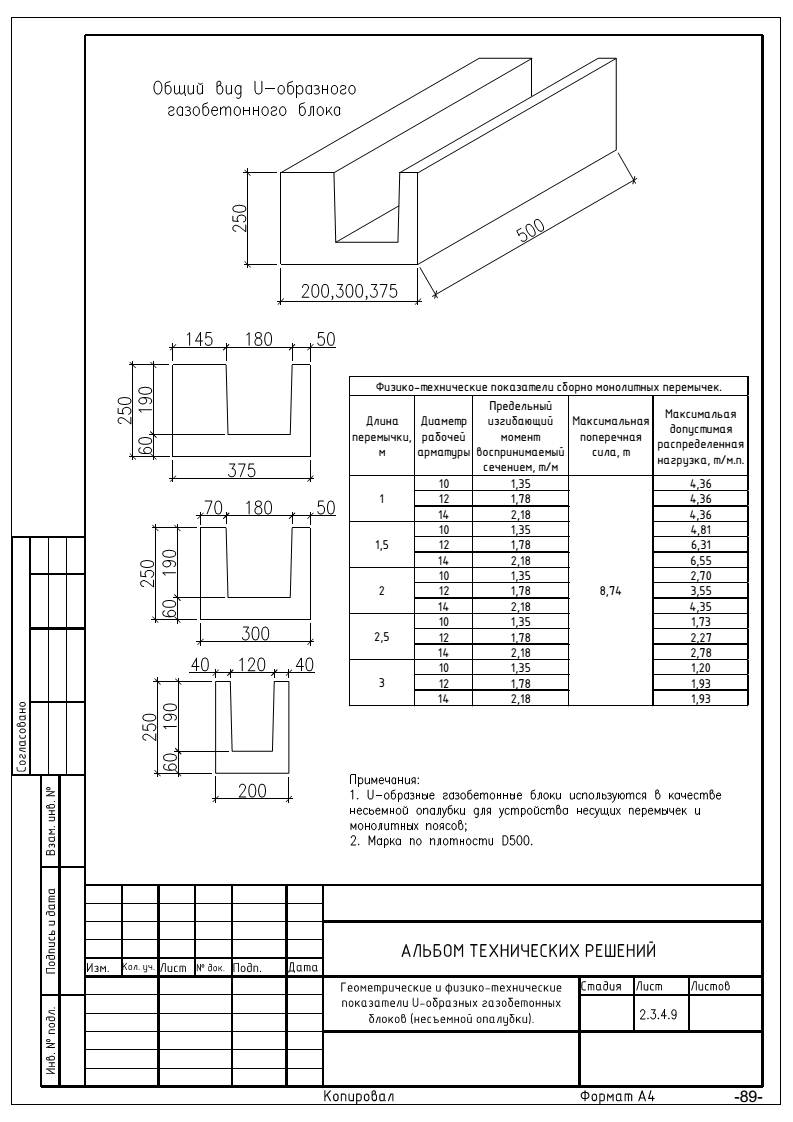 Общий вид U-образного
газобетонного блока
250
200,300,375
500
145 180 50
250
190
60
375
70 180 50
250
190
60
300
40 120 40
250
190
60
200
Физико-технические показатели сборно монолитных перемычек.
Длина перемычки, м
Диаметр рабочей арматуры
Предельный изгибающий момент воспринимаемый сечением, т/м
Максимальная поперечная сила, т
Максимальая допустимая распределенная нагрузка, т/м.п.
1 10 1,35 8,74 4,36
12 1,78 4,36
14 2,18 4,36
1,5 10 1,35 4,81
12 1,78 6,31
14 2,18 6,55
2 10 1,35 2,70
12 1,78 3,55
14 2,18 4,35
2,5 10 1,35 1,73
12 1,78 2,27
14 2,18 2,78
3 10 1,35 1,20
12 1,78 1,93
14 2,18 1,93
Примечания:
1. U-образные газобетонные блоки используются в качестве
несьемной опалубки для устройства несущих перемычек и
монолитных поясов;
2. Марка по плотности D500.
Согласовано
Взам. инв. №
Подпись и дата
Инв. № подл.
Изм. Кол. уч. Лист № док. Подп. Дата
АЛЬБОМ ТЕХНИЧЕСКИХ РЕШЕНИЙ
Геометрические и физико-технические
показатели U-образных газобетонных
блоков (несъемной опалубки).
Стадия Лист Листов
2.3.4.9
Копировал Формат А4 -89-